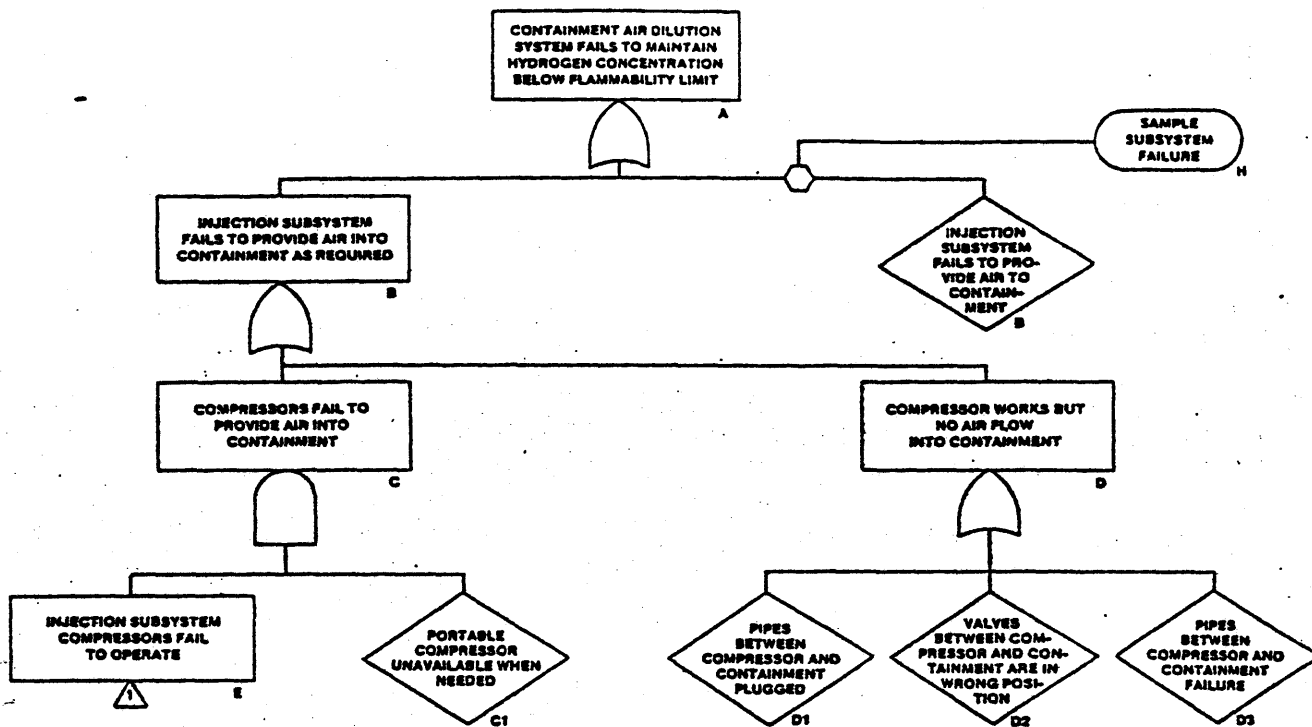 CONTAINMENT AIR DILUTION
SYSTEM FAILS TO MAINTAIN
HYDROGEN CONCENTRATION
BELOW FLAMMABILITY LIMIT
A
SAMPLE
SUBSYSTEM
FAILURE
H
INJECTION SUBSYSTEM
FAILS TO PROVIDE AIR INTO
CONTAINMENT AS REQUIRED
B
INJECTION
SUBSYSTEM
FAILS TO PRO-
VIDE AIR TO
CONTAIN-
MENT
B
COMPRESSORS FAIL TO
PROVIDE AIR INTO
CONTAINMENT
C
COMPRESSOR WORKS BUT
NO AIR FLOW
INTO CONTAINMENT
D
INJECTION SUBSYSTEM
COMPRESSORS FAIL
TO OPERATE
1
E
PORTABLE
COMPRESSOR
UNAVAILABLE WHEN
NEEDED
C1
PIPES
BETWEEN
COMPRESSOR AND
CONTAINMENT
PLUGGED
D1
VALVES
BETWEEN COM-
PRESSOR AND CON-
TAINMENT ARE IN
WRONG POSI-
TION
D2
PIPES
BETWEEN
COMPRESSOR AND
CONTAINMENT
FAILURE
D3